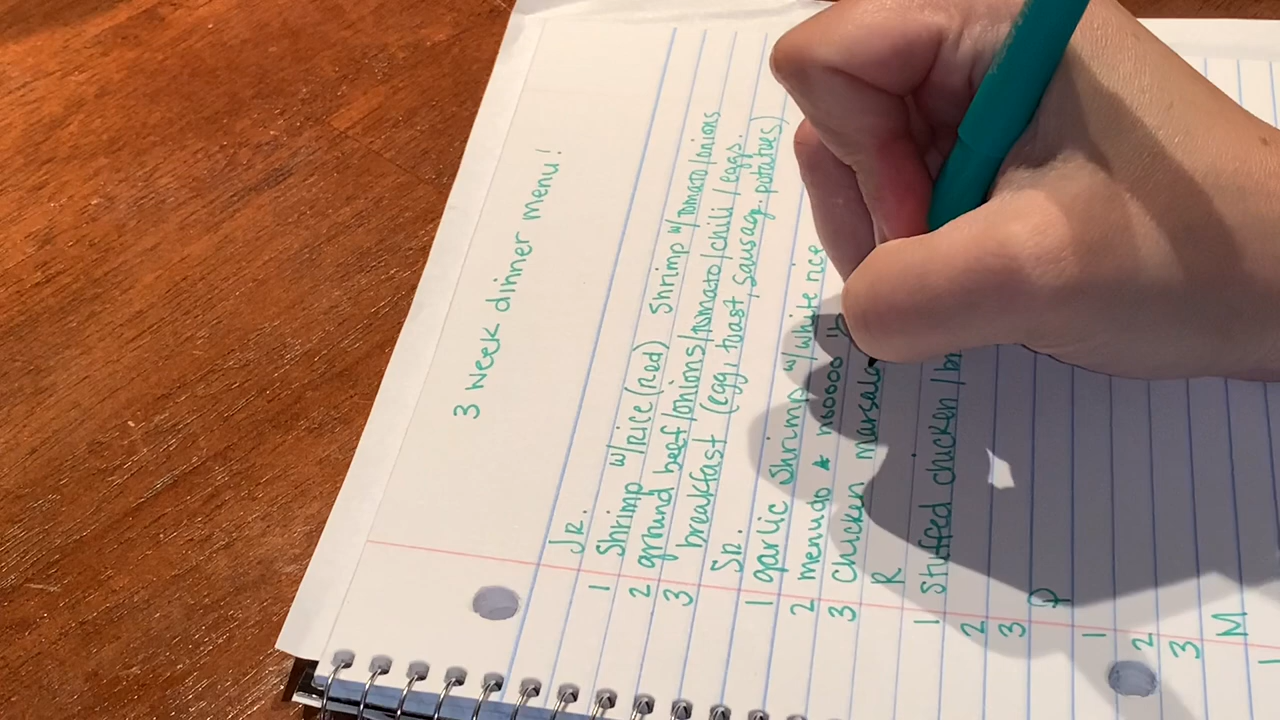 3 Week dinner menu!
Jr.
1 Shrimp w/rice (red) Shrimp w/tomato/onions
2 ground beef/onions/tomato/chili/eggs.
3 breakfast (egg, toast, sausage. potatoes)
Sr.
1 garlic shrimp w/white rice
2 menudo
3 chicken marsala
R
1 stuffed chicken/
2
3
P
1
2
3
M
1